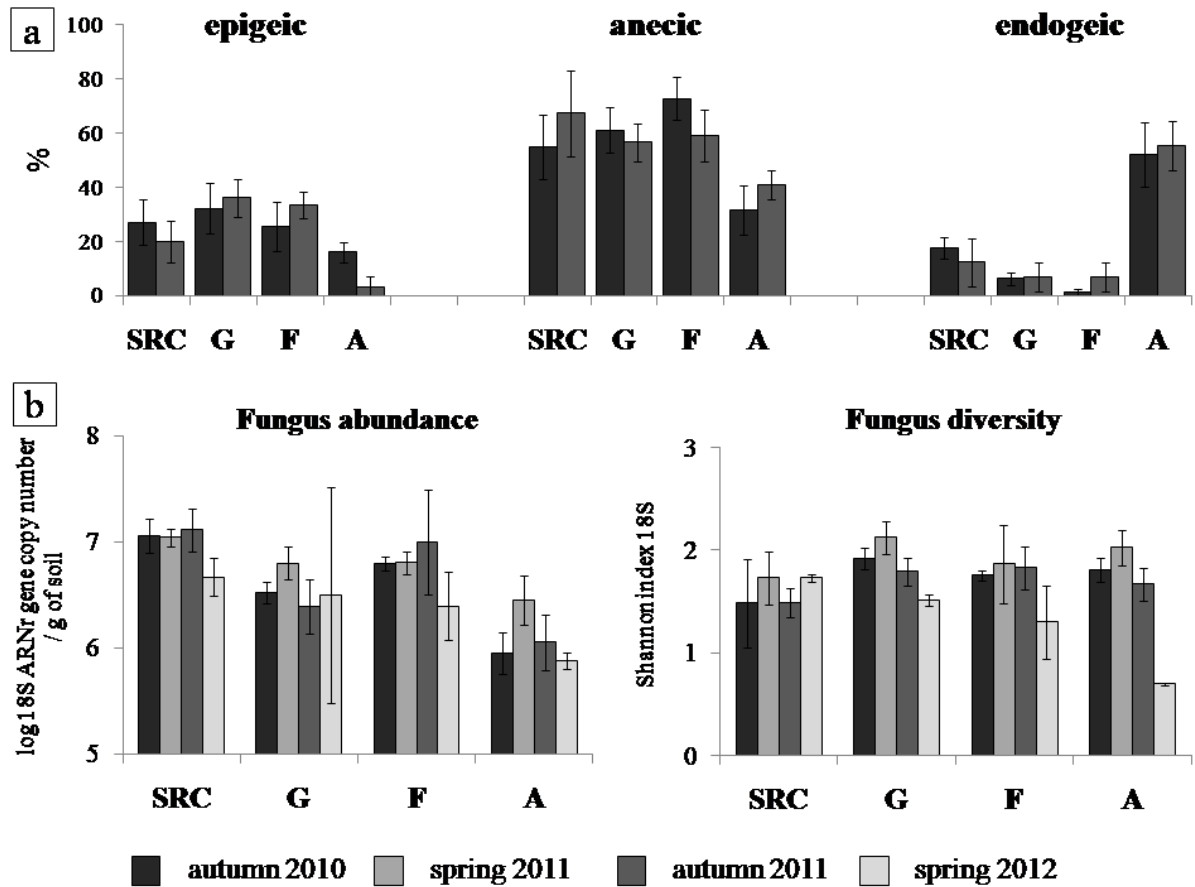 a
epigeic anecic endogeic
100
80
60
40
20
0
%
SRC G F A SRC G F A SRC G F A
b
Fungus abundance
8
7
6
5
log 18S ARNr gene copy number
/ g of soil
SRC G F A
Fungus diversity
3
2
1
0
Shannon index 18S
SRC G F A
autumn 2010 spring 2011 autumn 2011 spring 2012